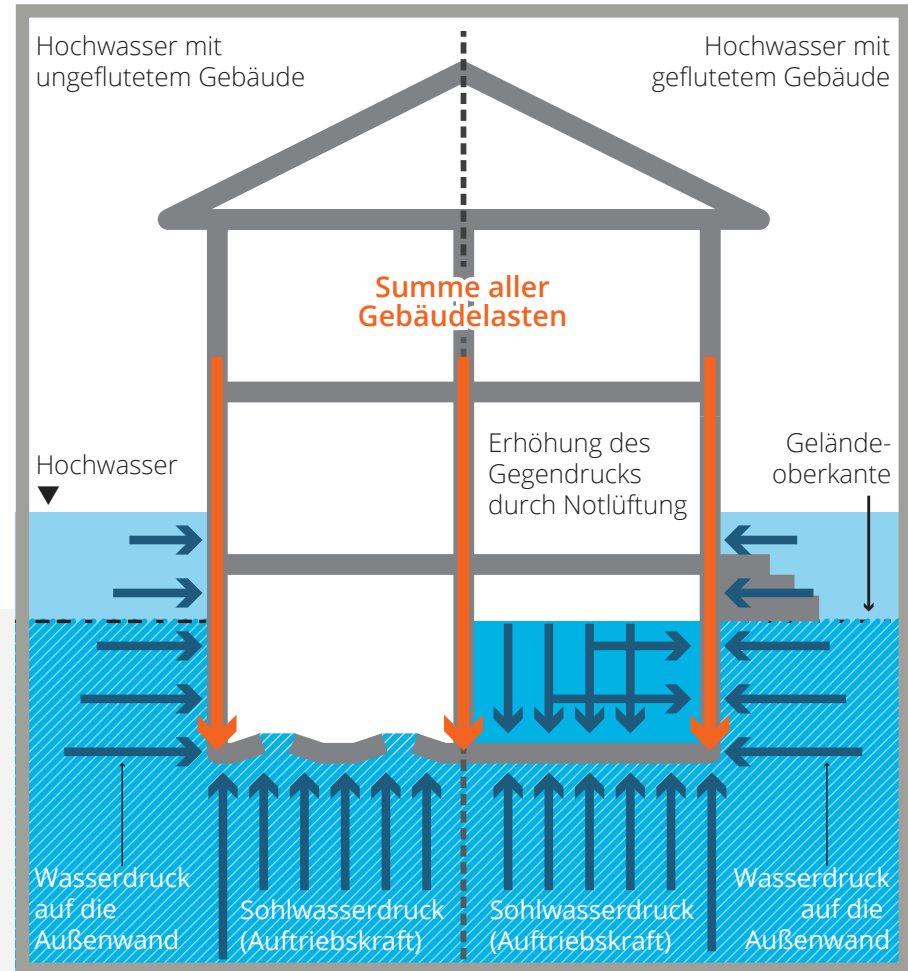 Hochwasser mit
ungeflutetem Gebäude
Hochwasser mit
geflutetem Gebäude
Summe aller
Gebäudelasten
Hochwasser
Erhöhung des
Gegendrucks
durch Notlüftung
Gelände-
oberkante
Wasserdruck
auf die
Außenwand
Sohlwasserdruck
(Auftriebskraft)
Sohlwasserdruck
(Auftriebskraft)
Wasserdruck
auf die
Außenwand